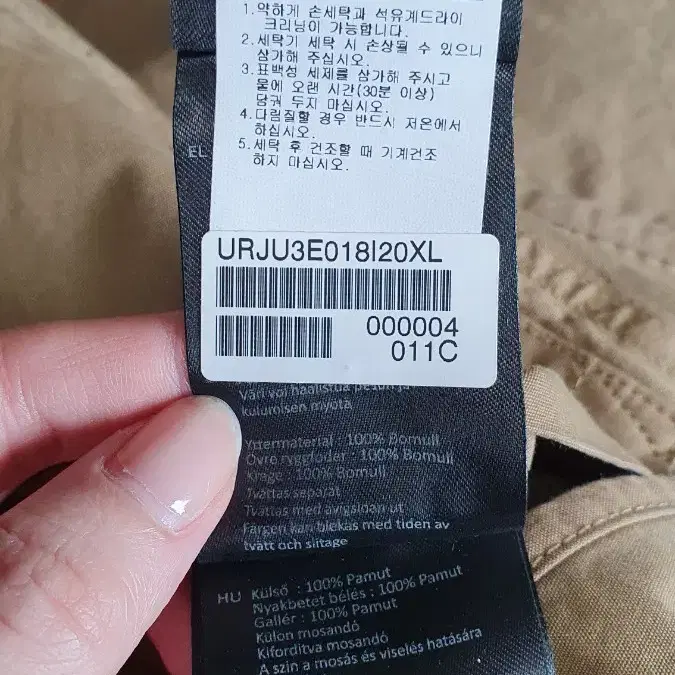 1.약하게 손세탁과 석유계드라이
크리닝이 가능합니다.
2.세탁기 세탁 시 손상될 수 있으니
삼가해 주십시오.
3.표백성 세제를 삼가해 주시고
물에 오랜 시간(30분 이상)
담궈 두지 마십시오.
4.다림질할 경우 반드시 저온에서
하십시오.
5.세탁 후 건조할 때 기계건조
하지 마십시오.
EL
URJU3E018I20XL
000004
011C
Väri voi haalistua
kulumisen myötä
Yttermaterial : 100% Bomull
Övre ryggfoder : 100% Bomull
Krage : 100% Bomull
Tvättas separat
Tvättas med avigsidan ut
Färgen kan blekas med tiden av
tvätt och slitage
HU Külső : 100% Pamut
Nyakbetét bélés : 100% Pamut
Gallér : 100% Pamut
Külön mosandó
Kifordítva mosandó
A szín a mosás és viselés hatására